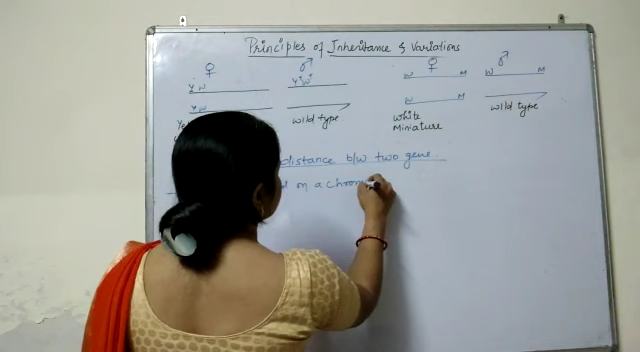 Principles of Inheritance & Variations
♀ ♂ ♀ ♂
y w y⁺ w⁺ w m w m
y w w m
wild type White wild type
Miniature
distance b/w two gene.
on a chrom